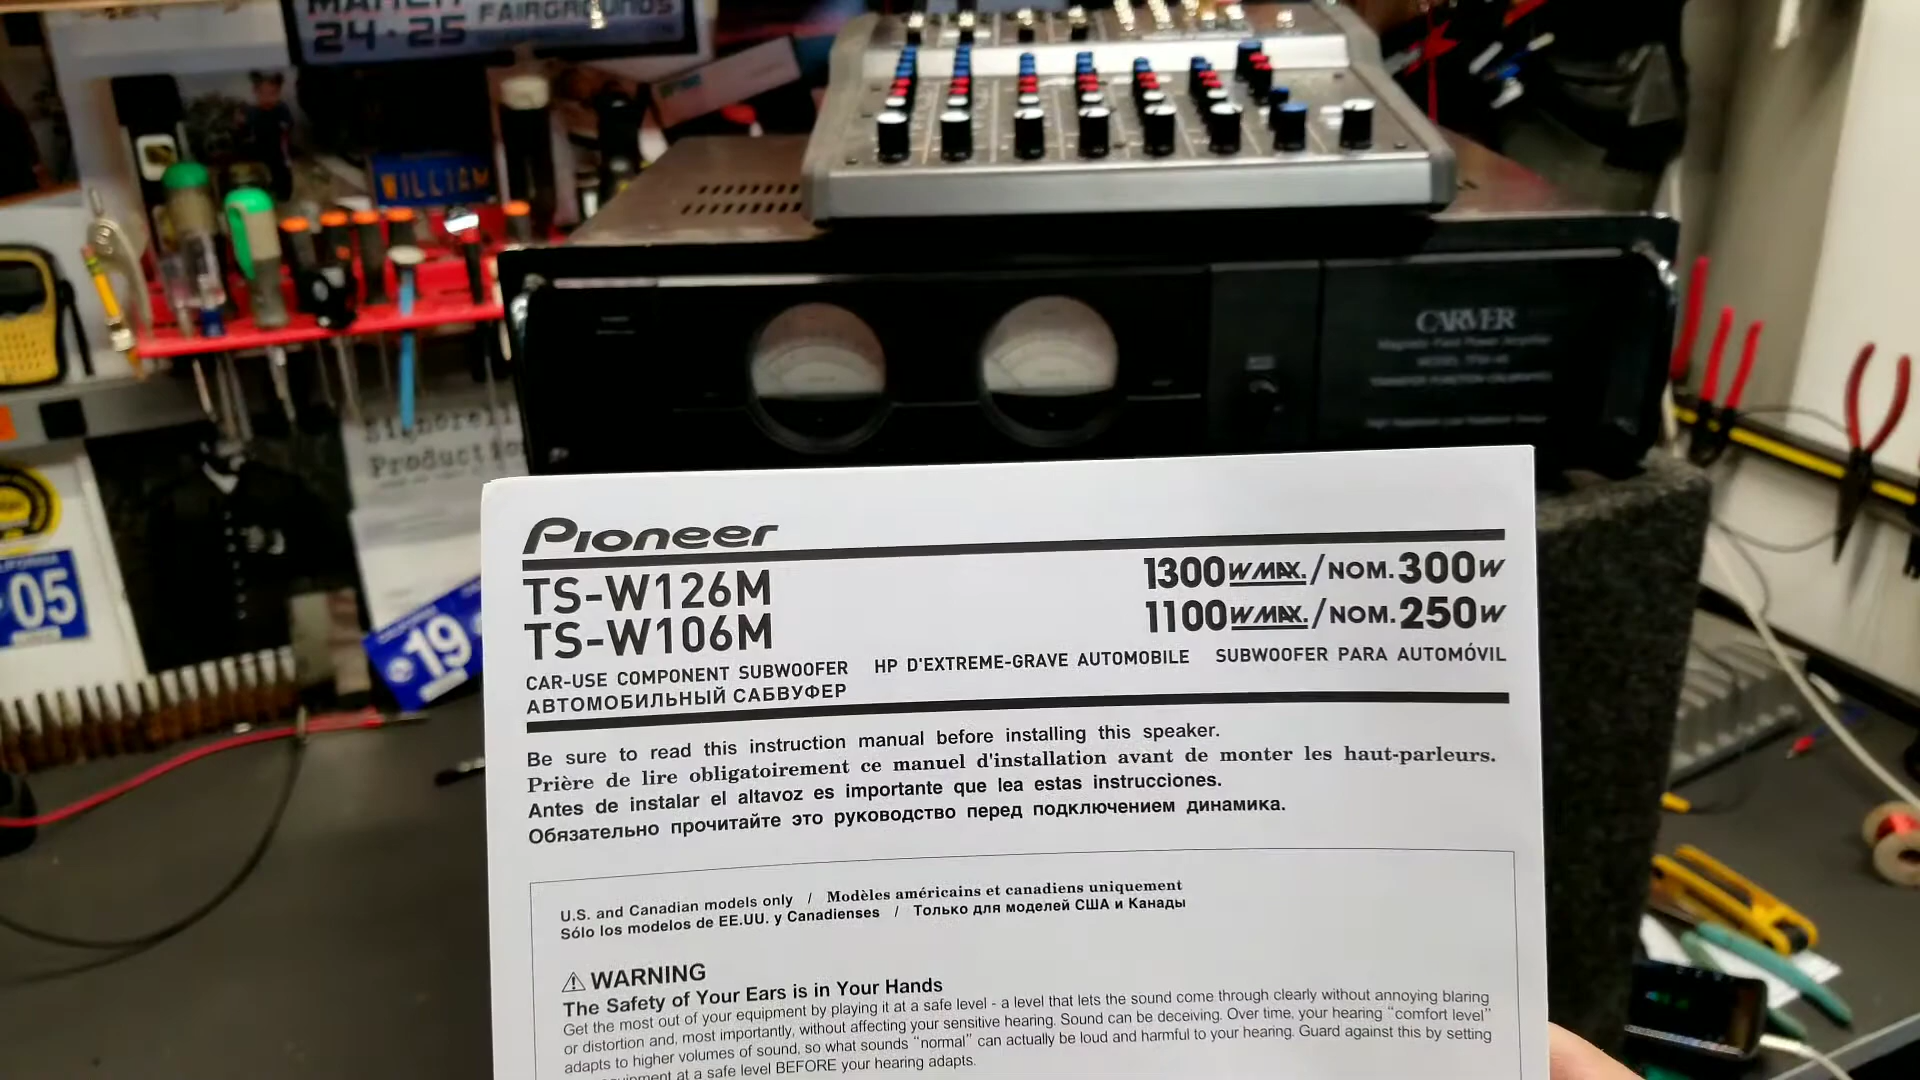 MARCH
24-25
FAIRGROUNDS
WILLIAM
CARVER
Signorelli
Productio
05
19
Pioneer
TS-W126M
1300W MAX./NOM.300W
TS-W106M
1100W MAX./NOM.250W
CAR-USE COMPONENT SUBWOOFER HP D'EXTREME-GRAVE AUTOMOBILE SUBWOOFER PARA AUTOMÓVIL
АВТОМОБИЛЬНЫЙ САБВУФЕР
Be sure to read this instruction manual before installing this speaker.
Prière de lire obligatoirement ce manuel d'installation avant de monter les haut-parleurs.
Antes de instalar el altavoz es importante que lea estas instrucciones.
Обязательно прочитайте это руководство перед подключением динамика.
U.S. and Canadian models only / Modèles américains et canadiens uniquement
Sólo los modelos de EE.UU. y Canadienses / Только для моделей США и Канады
⚠ WARNING
The Safety of Your Ears is in Your Hands
Get the most out of your equipment by playing it at a safe level - a level that lets the sound come through clearly without annoying blaring
or distortion and, most importantly, without affecting your sensitive hearing. Sound can be deceiving. Over time, your hearing “comfort level”
adapts to higher volumes of sound, so what sounds “normal” can actually be loud and harmful to your hearing. Guard against this by setting
at a safe level BEFORE your hearing adapts.